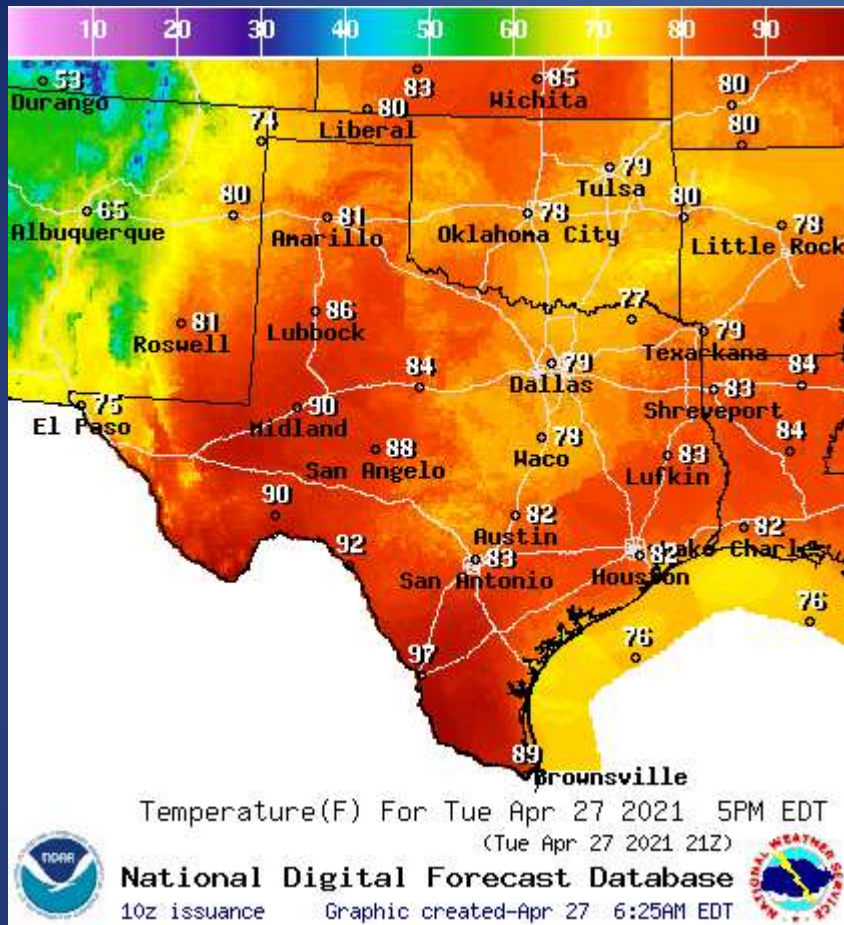 10 20 30 40 50 60 70 80 90
53
Durango
83
85
Wichita
80
Liberal
80
74
80
79
Tulsa
65
Albuquerque
80
81
Amarillo
78
Oklahoma City
80
78
Little Rock
81
Roswell
86
Lubbock
77
79
Texarkana
84
79
Dallas
83
Shreveport
84
75
El Paso
90
Midland
88
San Angelo
78
Waco
83
Lufkin
84
90
82
Austin
82
Lake Charles
92
83
San Antonio
82
Houston
76
76
97
89
Brownsville
Temperature(F) For Tue Apr 27 2021 5PM EDT
(Tue Apr 27 2021 21Z)
National Digital Forecast Database
10z issuance Graphic created-Apr 27 6:25AM EDT
NOAA
NATIONAL WEATHER SERVICE